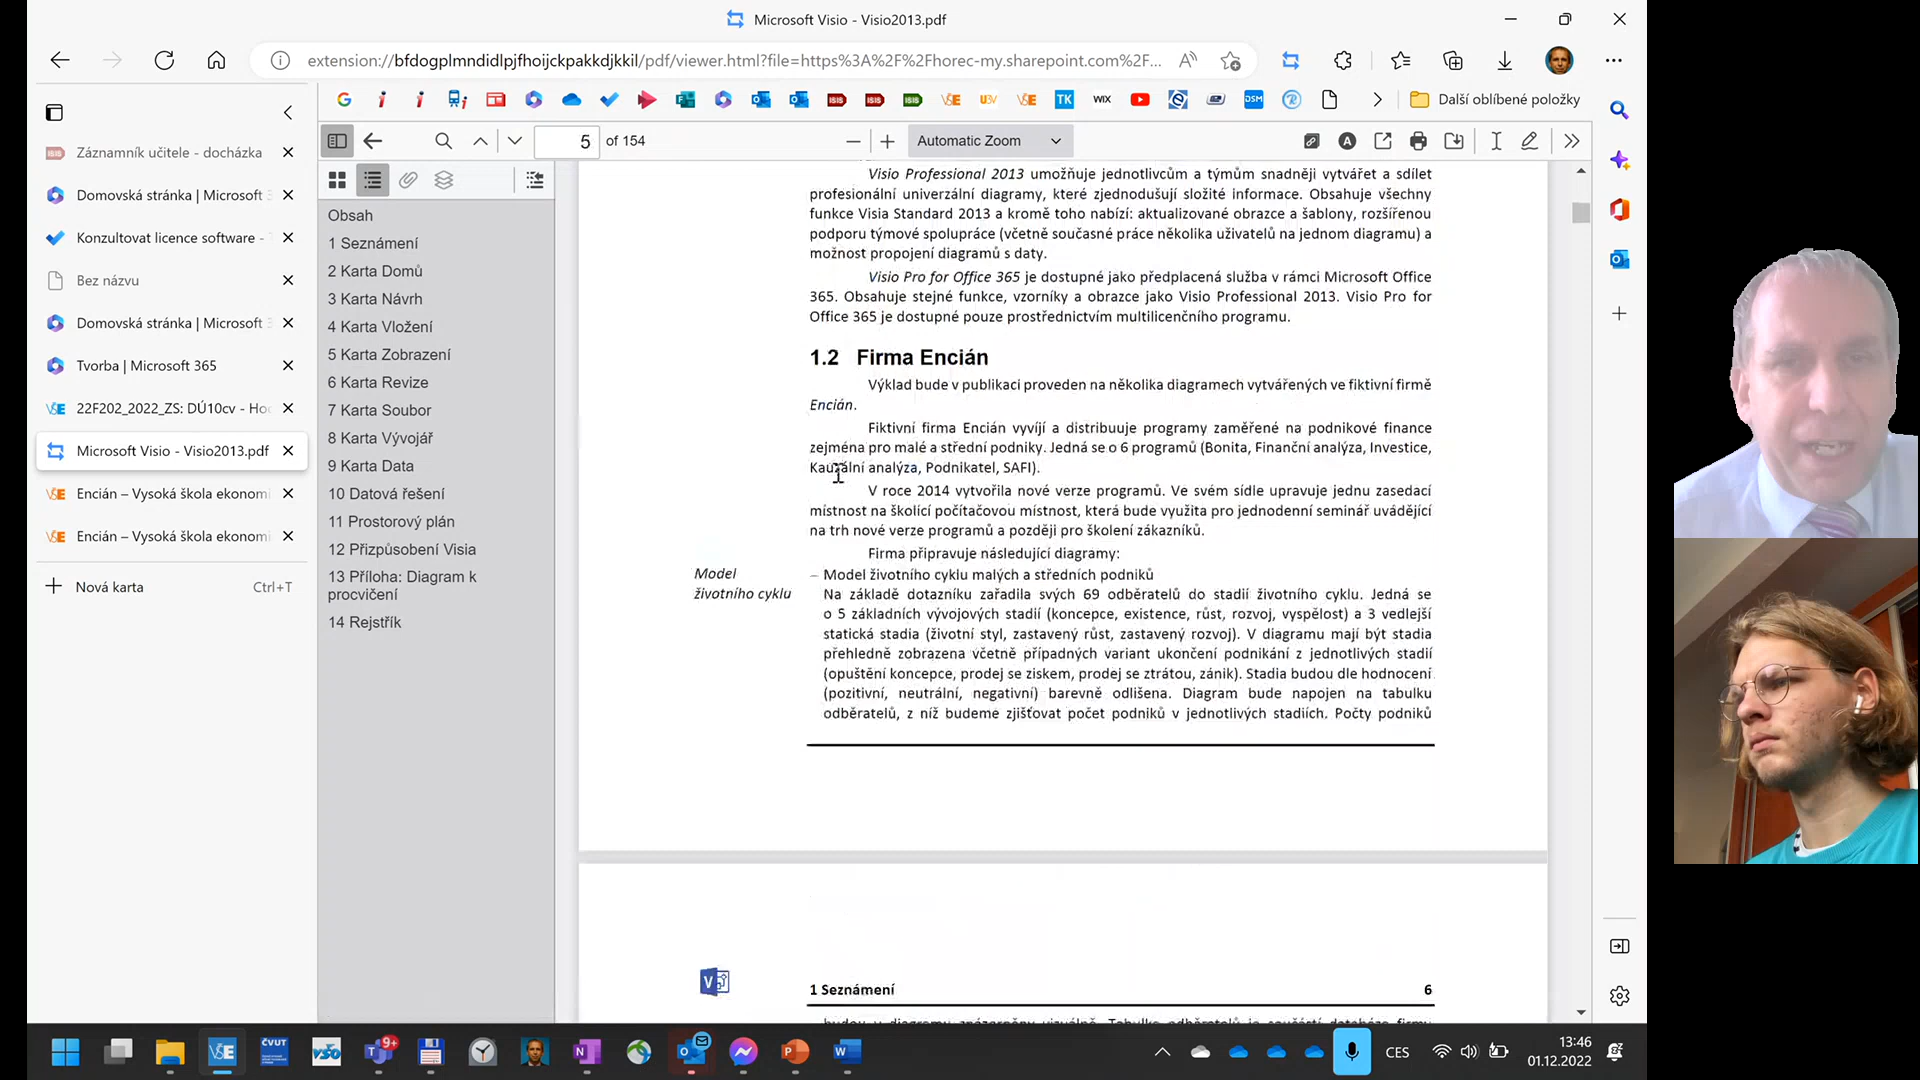 Microsoft Visio - Visio2013.pdf
extension://bfdogplmndidlpjfhoijckpakkdjkkil/pdf/viewer.html?file=https%3A%2F%2Fhorec-my.sharepoint.com%2F...
TK
WIX
DSM
Další oblíbené položky
5 of 154
Automatic Zoom
Záznamník učitele - docházka
Domovská stránka | Microsoft 3
Konzultovat licence software -
Bez názvu
Domovská stránka | Microsoft 3
Tvorba | Microsoft 365
22F202_2022_ZS: DÚ10cv - Ho
Microsoft Visio - Visio2013.pdf
Encián – Vysoká škola ekonomi
Encián – Vysoká škola ekonomi
Nová karta Ctrl+T
Obsah
1 Seznámení
2 Karta Domů
3 Karta Návrh
4 Karta Vložení
5 Karta Zobrazení
6 Karta Revize
7 Karta Soubor
8 Karta Vývojář
9 Karta Data
10 Datová řešení
11 Prostorový plán
12 Přizpůsobení Visia
13 Příloha: Diagram k
procvičení
14 Rejstřík
Visio Professional 2013 umožňuje jednotlivcům a týmům snadněji vytvářet a sdílet
profesionální univerzální diagramy, které zjednodušují složité informace. Obsahuje všechny
funkce Visia Standard 2013 a kromě toho nabízí: aktualizované obrazce a šablony, rozšířenou
podporu týmové spolupráce (včetně současné práce několika uživatelů na jednom diagramu) a
možnost propojení diagramů s daty.
Visio Pro for Office 365 je dostupné jako předplacená služba v rámci Microsoft Office
365. Obsahuje stejné funkce, vzorníky a obrazce jako Visio Professional 2013. Visio Pro for
Office 365 je dostupné pouze prostřednictvím multilicenčního programu.
1.2 Firma Encián
Výklad bude v publikaci proveden na několika diagramech vytvářených ve fiktivní firmě
Encián.
Fiktivní firma Encián vyvíjí a distribuuje programy zaměřené na podnikové finance
zejména pro malé a střední podniky. Jedná se o 6 programů (Bonita, Finanční analýza, Investice,
Kauzální analýza, Podnikatel, SAFI).
V roce 2014 vytvořila nové verze programů. Ve svém sídle upravuje jednu zasedací
místnost na školící počítačovou místnost, která bude využita pro jednodenní seminář uvádějící
na trh nové verze programů a později pro školení zákazníků.
Firma připravuje následující diagramy:
Model
životního cyklu
– Model životního cyklu malých a středních podniků
Na základě dotazníku zařadila svých 69 odběratelů do stadií životního cyklu. Jedná se
o 5 základních vývojových stadií (koncepce, existence, růst, rozvoj, vyspělost) a 3 vedlejší
statická stadia (životní styl, zastavený růst, zastavený rozvoj). V diagramu mají být stadia
přehledně zobrazena včetně případných variant ukončení podnikání z jednotlivých stadií
(opuštění koncepce, prodej se ziskem, prodej se ztrátou, zánik). Stadia budou dle hodnocení
(pozitivní, neutrální, negativní) barevně odlišena. Diagram bude napojen na tabulku
odběratelů, z níž budeme zjišťovat počet podniků v jednotlivých stadiích. Počty podniků
1 Seznámení 6
ČVUT
9+
CES
13:46
01.12.2022